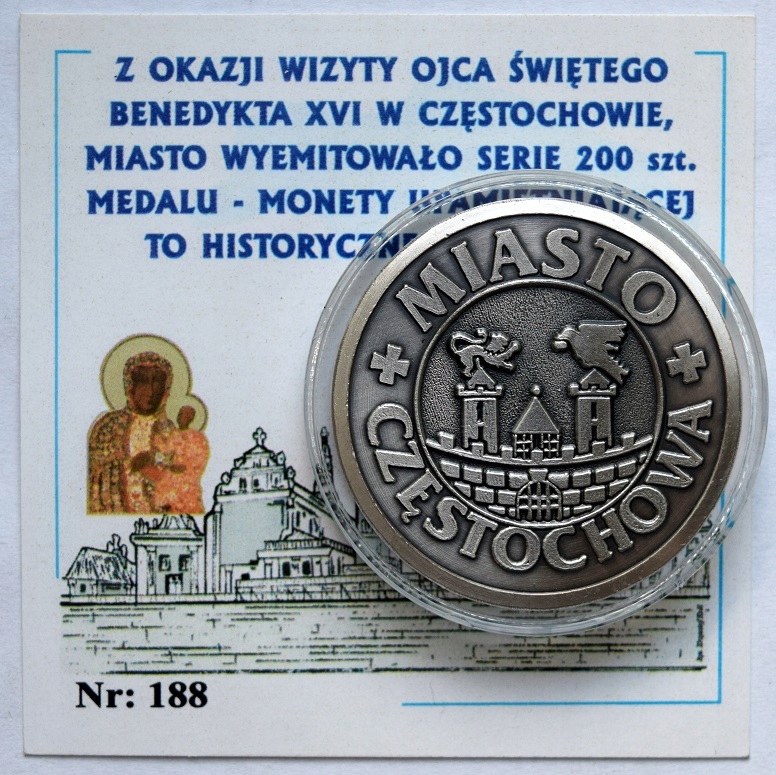 Z OKAZJI WIZYTY OJCA ŚWIĘTEGO
BENEDYKTA XVI W CZĘSTOCHOWIE,
MIASTO WYEMITOWAŁO SERIE 200 szt.
MEDALU - MONETY UPAMIĘTNIAJĄCEJ
TO HISTORYCZNE
MIASTO
CZĘSTOCHOWA
Nr: 188